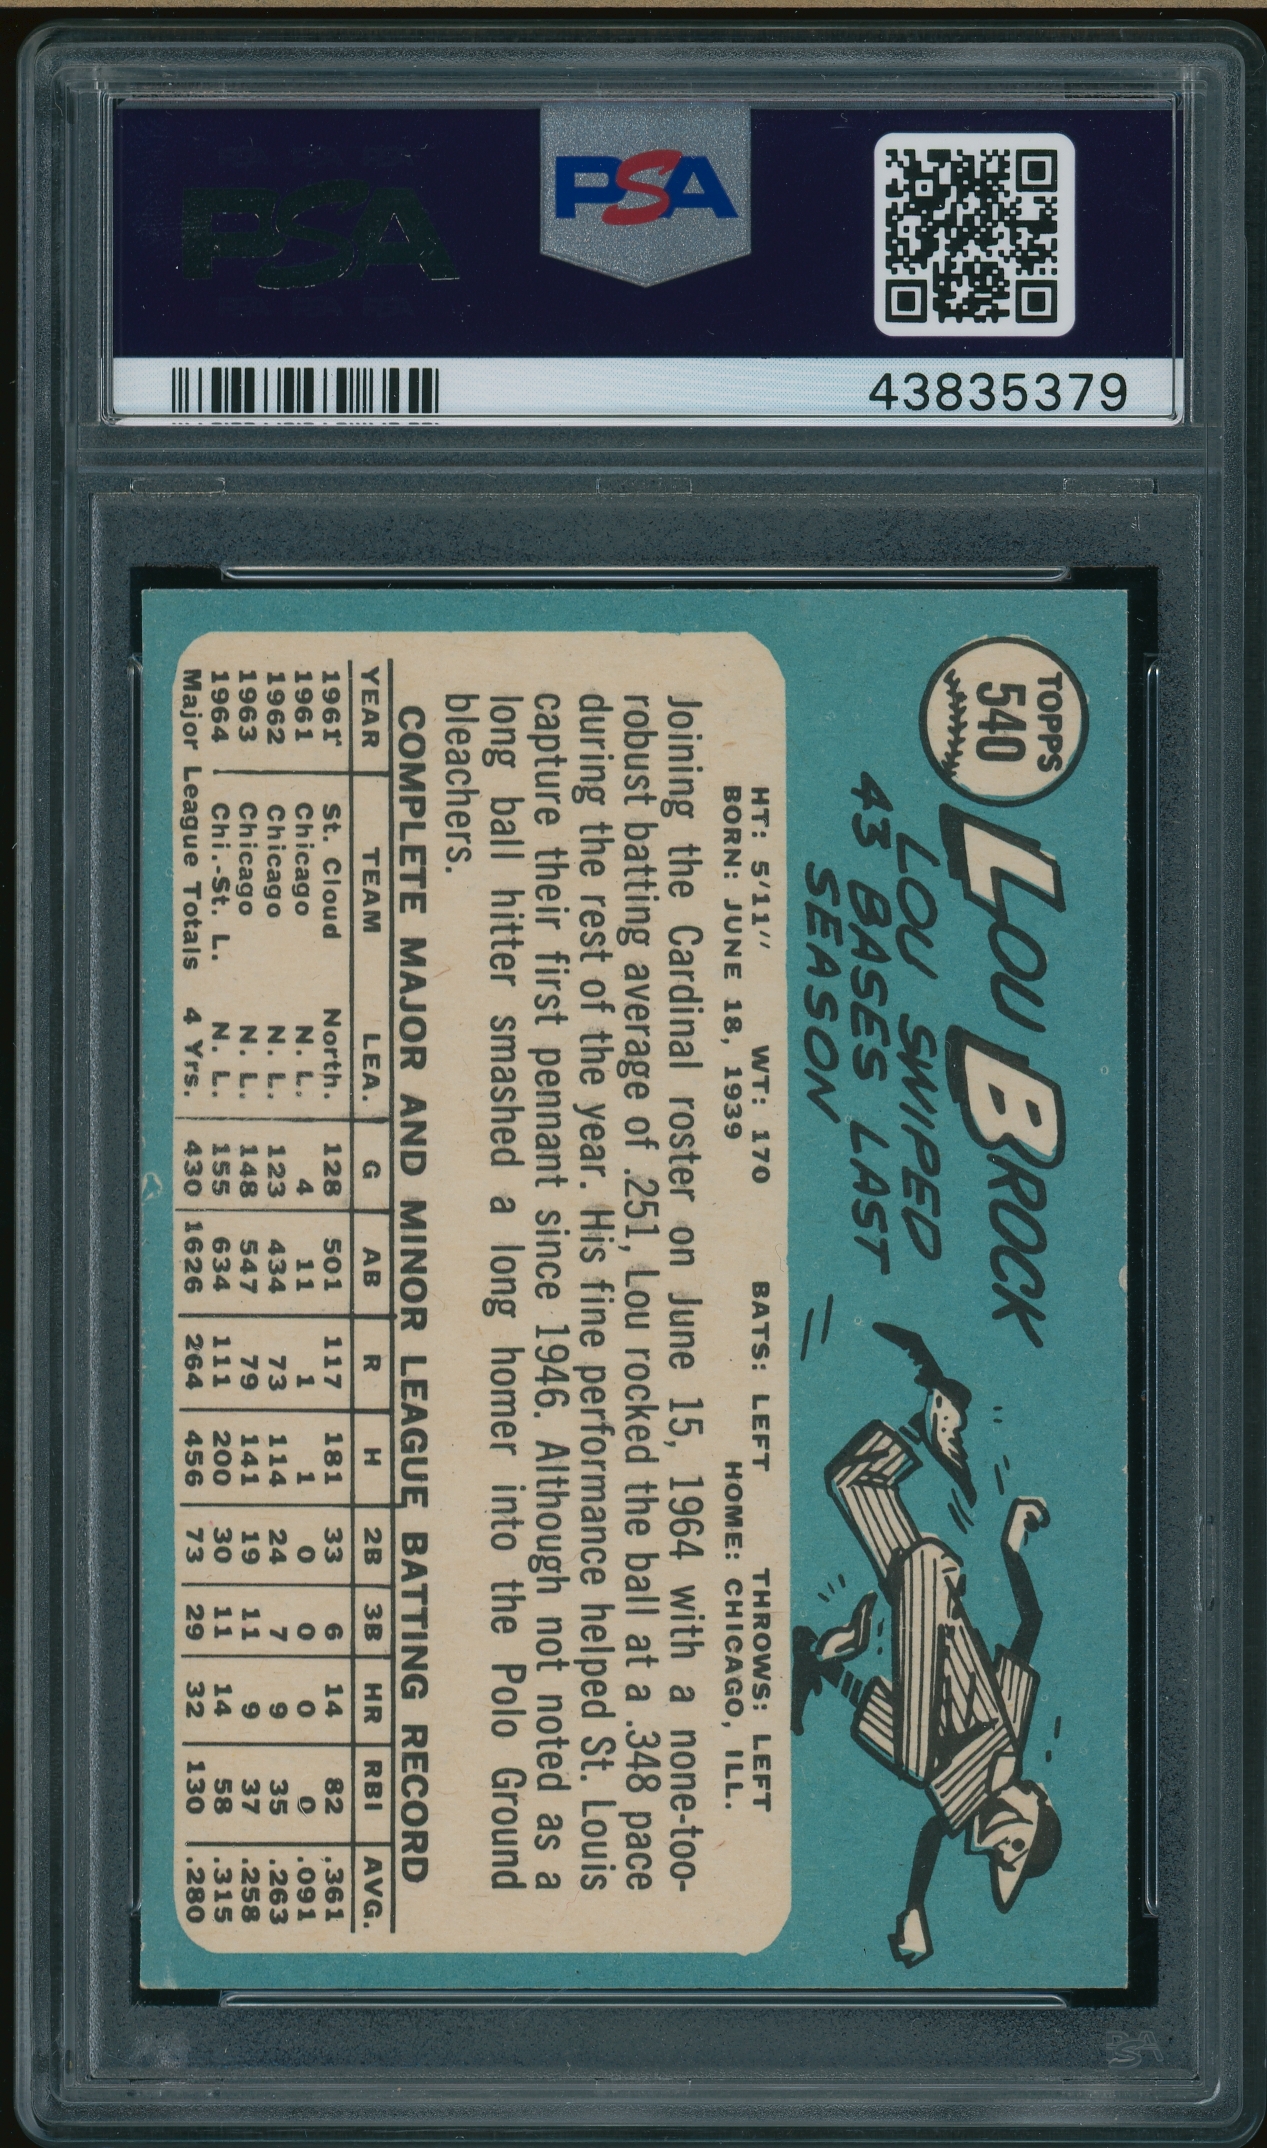 PSA PSA PSA
PSA
PSA PSA PSA
PSA
43835379
TOPPS
540
LOU BROCK
LOU SWIPED
43 BASES LAST
SEASON
HT: 5'11" WT: 170 BATS: LEFT THROWS: LEFT
BORN: JUNE 18, 1939 HOME: CHICAGO, ILL.
Joining the Cardinal roster on June 15, 1964 with a none-too-
robust batting average of .251, Lou rocked the ball at a .348 pace
during the rest of the year. His fine performance helped St. Louis
capture their first pennant since 1946. Although not noted as a
long ball hitter smashed a long homer into the Polo Ground
bleachers.
COMPLETE MAJOR AND MINOR LEAGUE BATTING RECORD
YEAR TEAM LEA. G AB R H 2B 3B HR RBI AVG.
1961 St. Cloud North. 128 501 117 181 33 6 14 82 .361
1961 Chicago N. L. 4 11 1 1 0 0 0 0 .091
1962 Chicago N. L. 123 434 73 114 24 7 9 35 .263
1963 Chicago N. L. 148 547 79 141 19 11 9 37 .258
1964 Chi.-St. L. N. L. 155 634 111 200 30 11 14 58 .315
Major League Totals 4 Yrs. 430 1626 264 456 73 29 32 130 .280
PSA